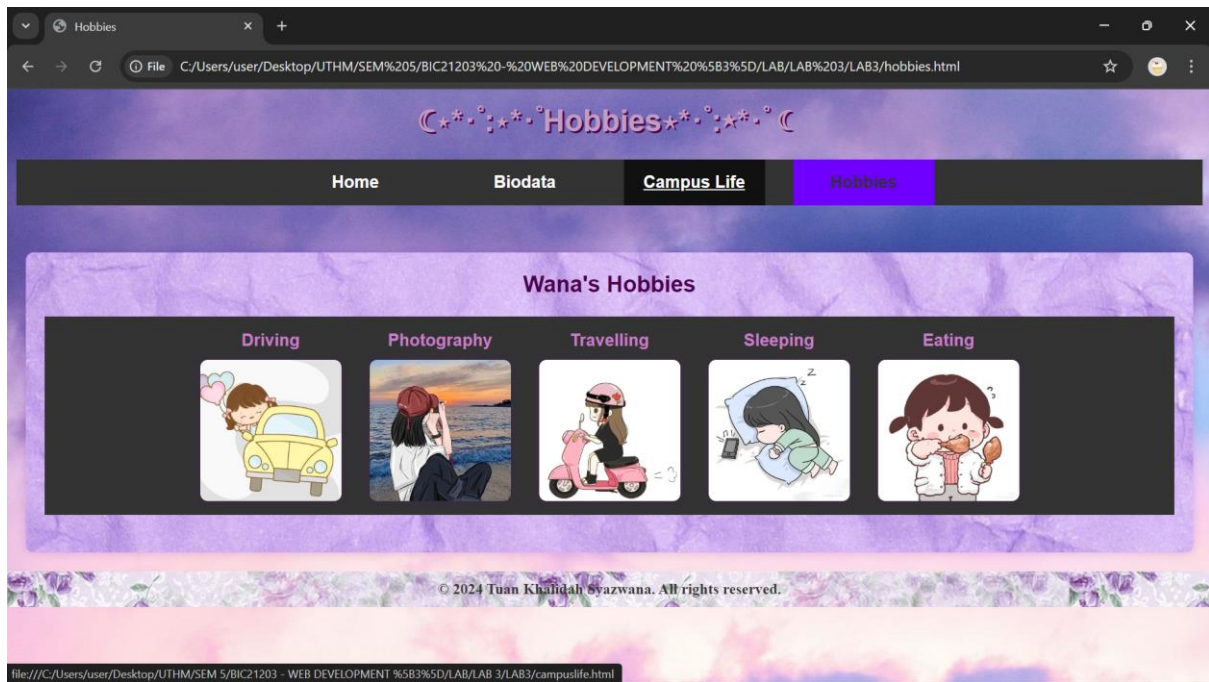 Hobbies
File C:/Users/user/Desktop/UTHM/SEM%205/BIC21203%20-%20WEB%20DEVELOPMENT%20%5B3%5D/LAB/LAB%203/LAB3/hobbies.html
☾⋆*･ﾟ:⋆*･ﾟHobbies⋆*･ﾟ:⋆*･ﾟ☾
Home Biodata Campus Life Hobbies
Wana's Hobbies
Driving Photography Travelling Sleeping Eating
z
z
© 2024 Tuan Khalidah Syazwana. All rights reserved.
file:///C:/Users/user/Desktop/UTHM/SEM 5/BIC21203 - WEB DEVELOPMENT %5B3%5D/LAB/LAB 3/LAB3/campuslife.html